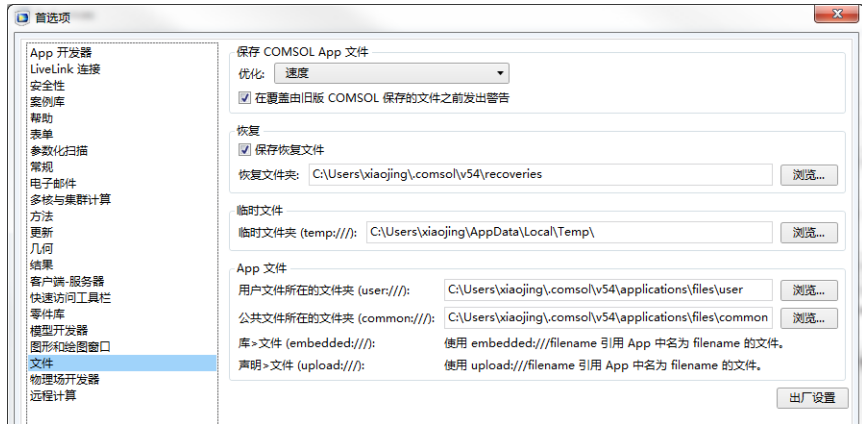 首选项
App 开发器
LiveLink 连接
安全性
案例库
帮助
表单
参数化扫描
常规
电子邮件
多核与集群计算
方法
更新
几何
结果
客户端-服务器
快速访问工具栏
零件库
模型开发器
图形和绘图窗口
文件
物理场开发器
远程计算
保存 COMSOL App 文件
优化: 速度
在覆盖由旧版 COMSOL 保存的文件之前发出警告
恢复
保存恢复文件
恢复文件夹: C:\Users\xiaojing\.comsol\v54\recoveries 浏览...
临时文件
临时文件夹 (temp:///): C:\Users\xiaojing\AppData\Local\Temp\ 浏览...
App 文件
用户文件所在的文件夹 (user:///): C:\Users\xiaojing\.comsol\v54\applications\files\user 浏览...
公共文件所在的文件夹 (common:///): C:\Users\xiaojing\.comsol\v54\applications\files\common 浏览...
库>文件 (embedded:///): 使用 embedded:///filename 引用 App 中名为 filename 的文件。
声明>文件 (upload:///): 使用 upload:///filename 引用 App 中名为 filename 的文件。
出厂设置